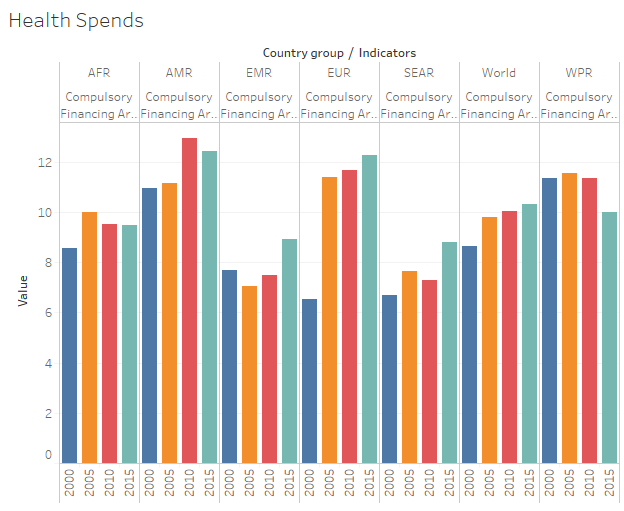 Health Spends
Country group / Indicators
AFR AMR EMR EUR SEAR World WPR
Compulsory Compulsory Compulsory Compulsory Compulsory Compulsory Compulsory
Financing Ar.. Financing Ar.. Financing Ar.. Financing Ar.. Financing Ar.. Financing Ar.. Financing Ar..
12
10
8
6
4
2
0
Value
2000 2005 2010 2015 2000 2005 2010 2015 2000 2005 2010 2015 2000 2005 2010 2015 2000 2005 2010 2015 2000 2005 2010 2015 2000 2005 2010 2015